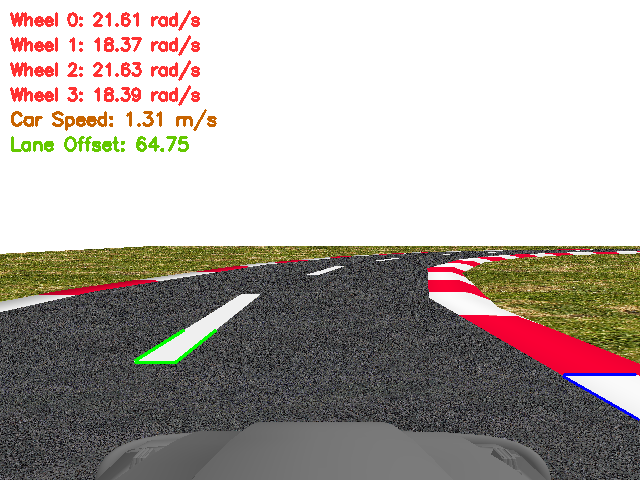 Wheel 0: 21.61 rad/s
Wheel 1: 18.37 rad/s
Wheel 2: 21.63 rad/s
Wheel 3: 18.39 rad/s
Car Speed: 1.31 m/s
Lane Offset: 64.75